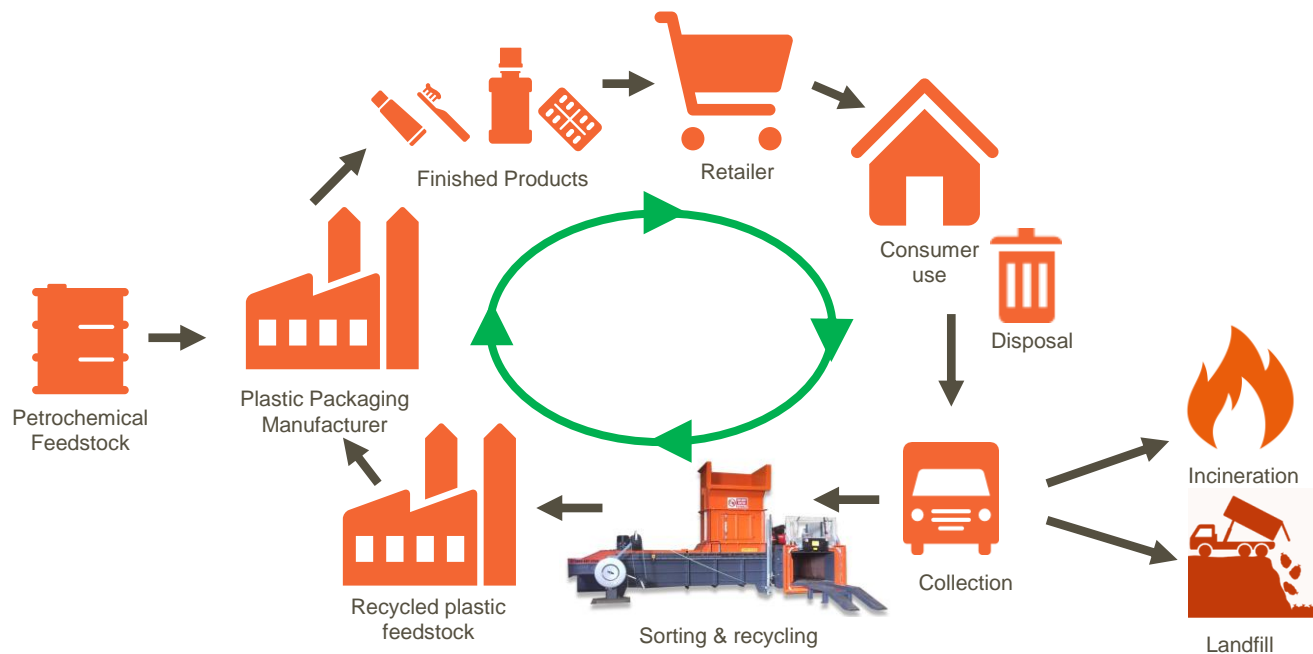 Finished Products
Retailer
Consumer
use
Disposal
Petrochemical
Feedstock
Plastic Packaging
Manufacturer
Incineration
Recycled plastic
feedstock
Sorting & recycling
Collection
Landfill